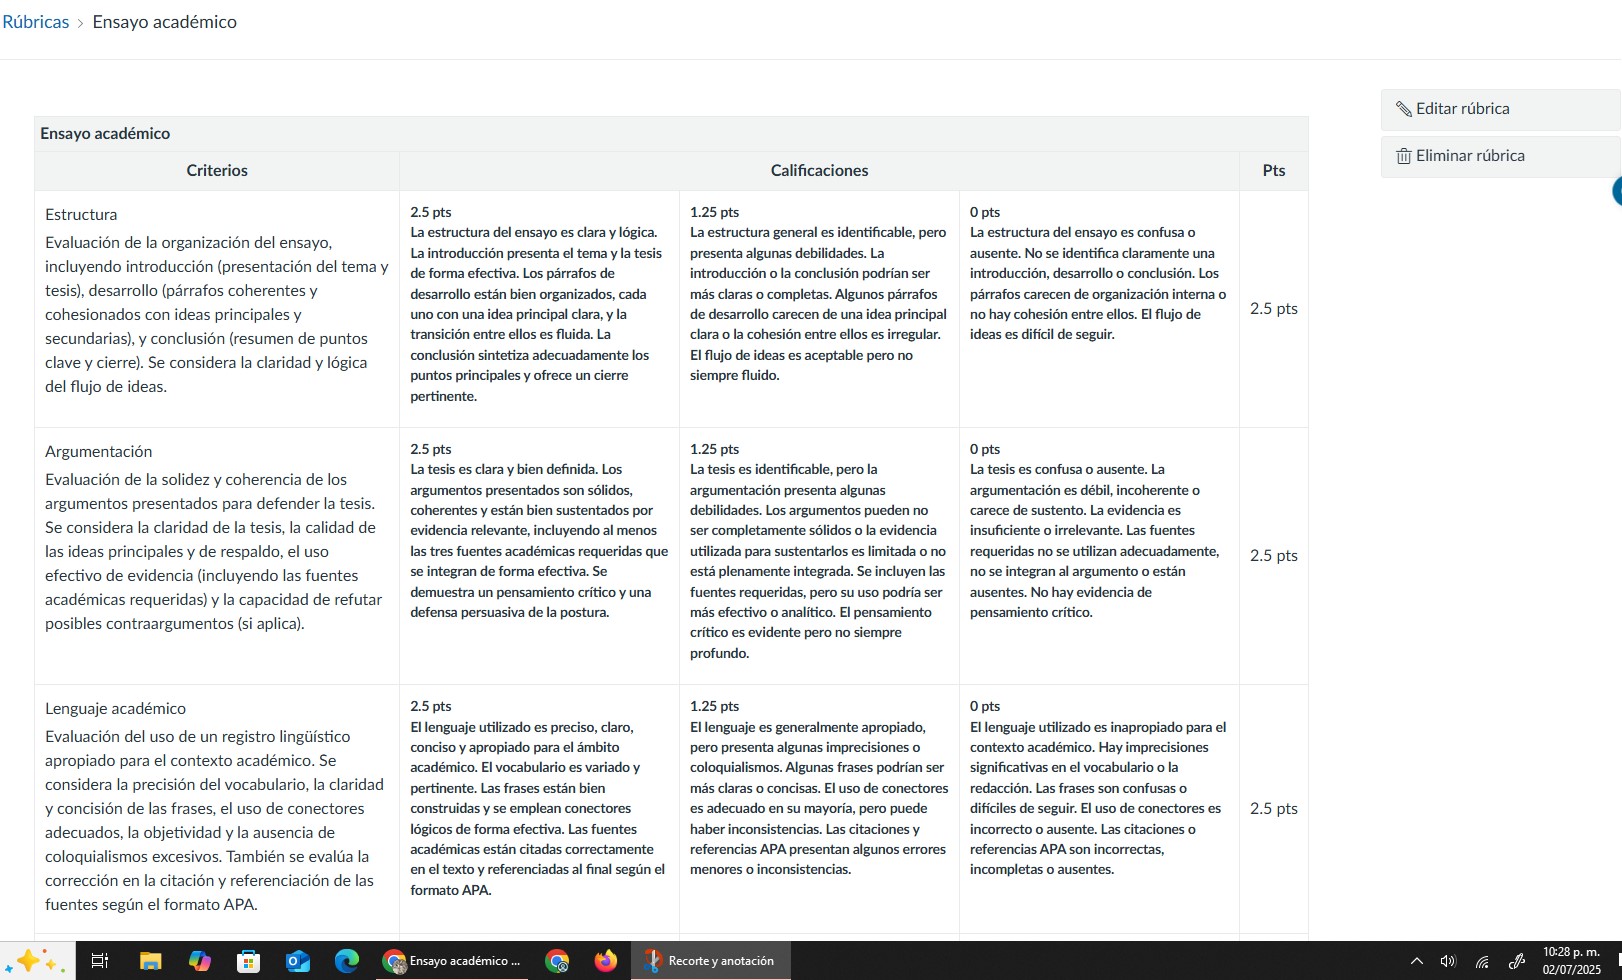 Rúbricas > Ensayo académico
Editar rúbrica
Eliminar rúbrica
Ensayo académico
Criterios
Calificaciones
Pts
Estructura
Evaluación de la organización del ensayo,
incluyendo introducción (presentación del tema y
tesis), desarrollo (párrafos coherentes y
cohesionados con ideas principales y
secundarias), y conclusión (resumen de puntos
clave y cierre). Se considera la claridad y lógica
del flujo de ideas.
2.5 pts
La estructura del ensayo es clara y lógica.
La introducción presenta el tema y la tesis
de forma efectiva. Los párrafos de
desarrollo están bien organizados, cada
uno con una idea principal clara, y la
transición entre ellos es fluida. La
conclusión sintetiza adecuadamente los
puntos principales y ofrece un cierre
pertinente.
1.25 pts
La estructura general es identificable, pero
presenta algunas debilidades. La
introducción o la conclusión podrían ser
más claras o completas. Algunos párrafos
de desarrollo carecen de una idea principal
clara o la cohesión entre ellos es irregular.
El flujo de ideas es aceptable pero no
siempre fluido.
0 pts
La estructura del ensayo es confusa o
ausente. No se identifica claramente una
introducción, desarrollo o conclusión. Los
párrafos carecen de organización interna o
no hay cohesión entre ellos. El flujo de
ideas es difícil de seguir.
2.5 pts
Argumentación
Evaluación de la solidez y coherencia de los
argumentos presentados para defender la tesis.
Se considera la claridad de la tesis, la calidad de
las ideas principales y de respaldo, el uso
efectivo de evidencia (incluyendo las fuentes
académicas requeridas) y la capacidad de refutar
posibles contraargumentos (si aplica).
2.5 pts
La tesis es clara y bien definida. Los
argumentos presentados son sólidos,
coherentes y están bien sustentados por
evidencia relevante, incluyendo al menos
las tres fuentes académicas requeridas que
se integran de forma efectiva. Se
demuestra un pensamiento crítico y una
defensa persuasiva de la postura.
1.25 pts
La tesis es identificable, pero la
argumentación presenta algunas
debilidades. Los argumentos pueden no
ser completamente sólidos o la evidencia
utilizada para sustentarlos es limitada o no
está plenamente integrada. Se incluyen las
fuentes requeridas, pero su uso podría ser
más efectivo o analítico. El pensamiento
crítico es evidente pero no siempre
profundo.
0 pts
La tesis es confusa o ausente. La
argumentación es débil, incoherente o
carece de sustento. La evidencia es
insuficiente o irrelevante. Las fuentes
requeridas no se utilizan adecuadamente,
no se integran al argumento o están
ausentes. No hay evidencia de
pensamiento crítico.
2.5 pts
Lenguaje académico
Evaluación del uso de un registro lingüístico
apropiado para el contexto académico. Se
considera la precisión del vocabulario, la claridad
y concisión de las frases, el uso de conectores
adecuados, la objetividad y la ausencia de
coloquialismos excesivos. También se evalúa la
corrección en la citación y referenciación de las
fuentes según el formato APA.
2.5 pts
El lenguaje utilizado es preciso, claro,
conciso y apropiado para el ámbito
académico. El vocabulario es variado y
pertinente. Las frases están bien
construidas y se emplean conectores
lógicos de forma efectiva. Las fuentes
académicas están citadas correctamente
en el texto y referenciadas al final según el
formato APA.
1.25 pts
El lenguaje es generalmente apropiado,
pero presenta algunas imprecisiones o
coloquialismos. Algunas frases podrían ser
más claras o concisas. El uso de conectores
es adecuado en su mayoría, pero puede
haber inconsistencias. Las citaciones y
referencias APA presentan algunos errores
menores o inconsistencias.
0 pts
El lenguaje utilizado es inapropiado para el
contexto académico. Hay imprecisiones
significativas en el vocabulario o la
redacción. Las frases son confusas o
difíciles de seguir. El uso de conectores es
incorrecto o ausente. Las citaciones o
referencias APA son incorrectas,
incompletas o ausentes.
2.5 pts
Ensayo académico ...
Recorte y anotación
10:28 p. m.
02/07/2025